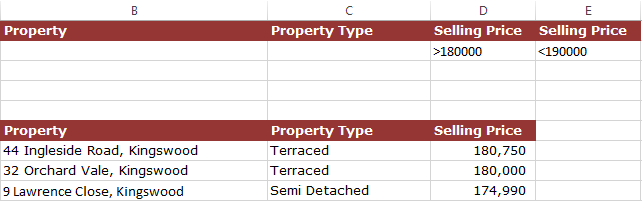 B C D E
Property Property Type Selling Price Selling Price
>180000 <190000
Property Property Type Selling Price
44 Ingleside Road, Kingswood Terraced 180,750
32 Orchard Vale, Kingswood Terraced 180,000
9 Lawrence Close, Kingswood Semi Detached 174,990